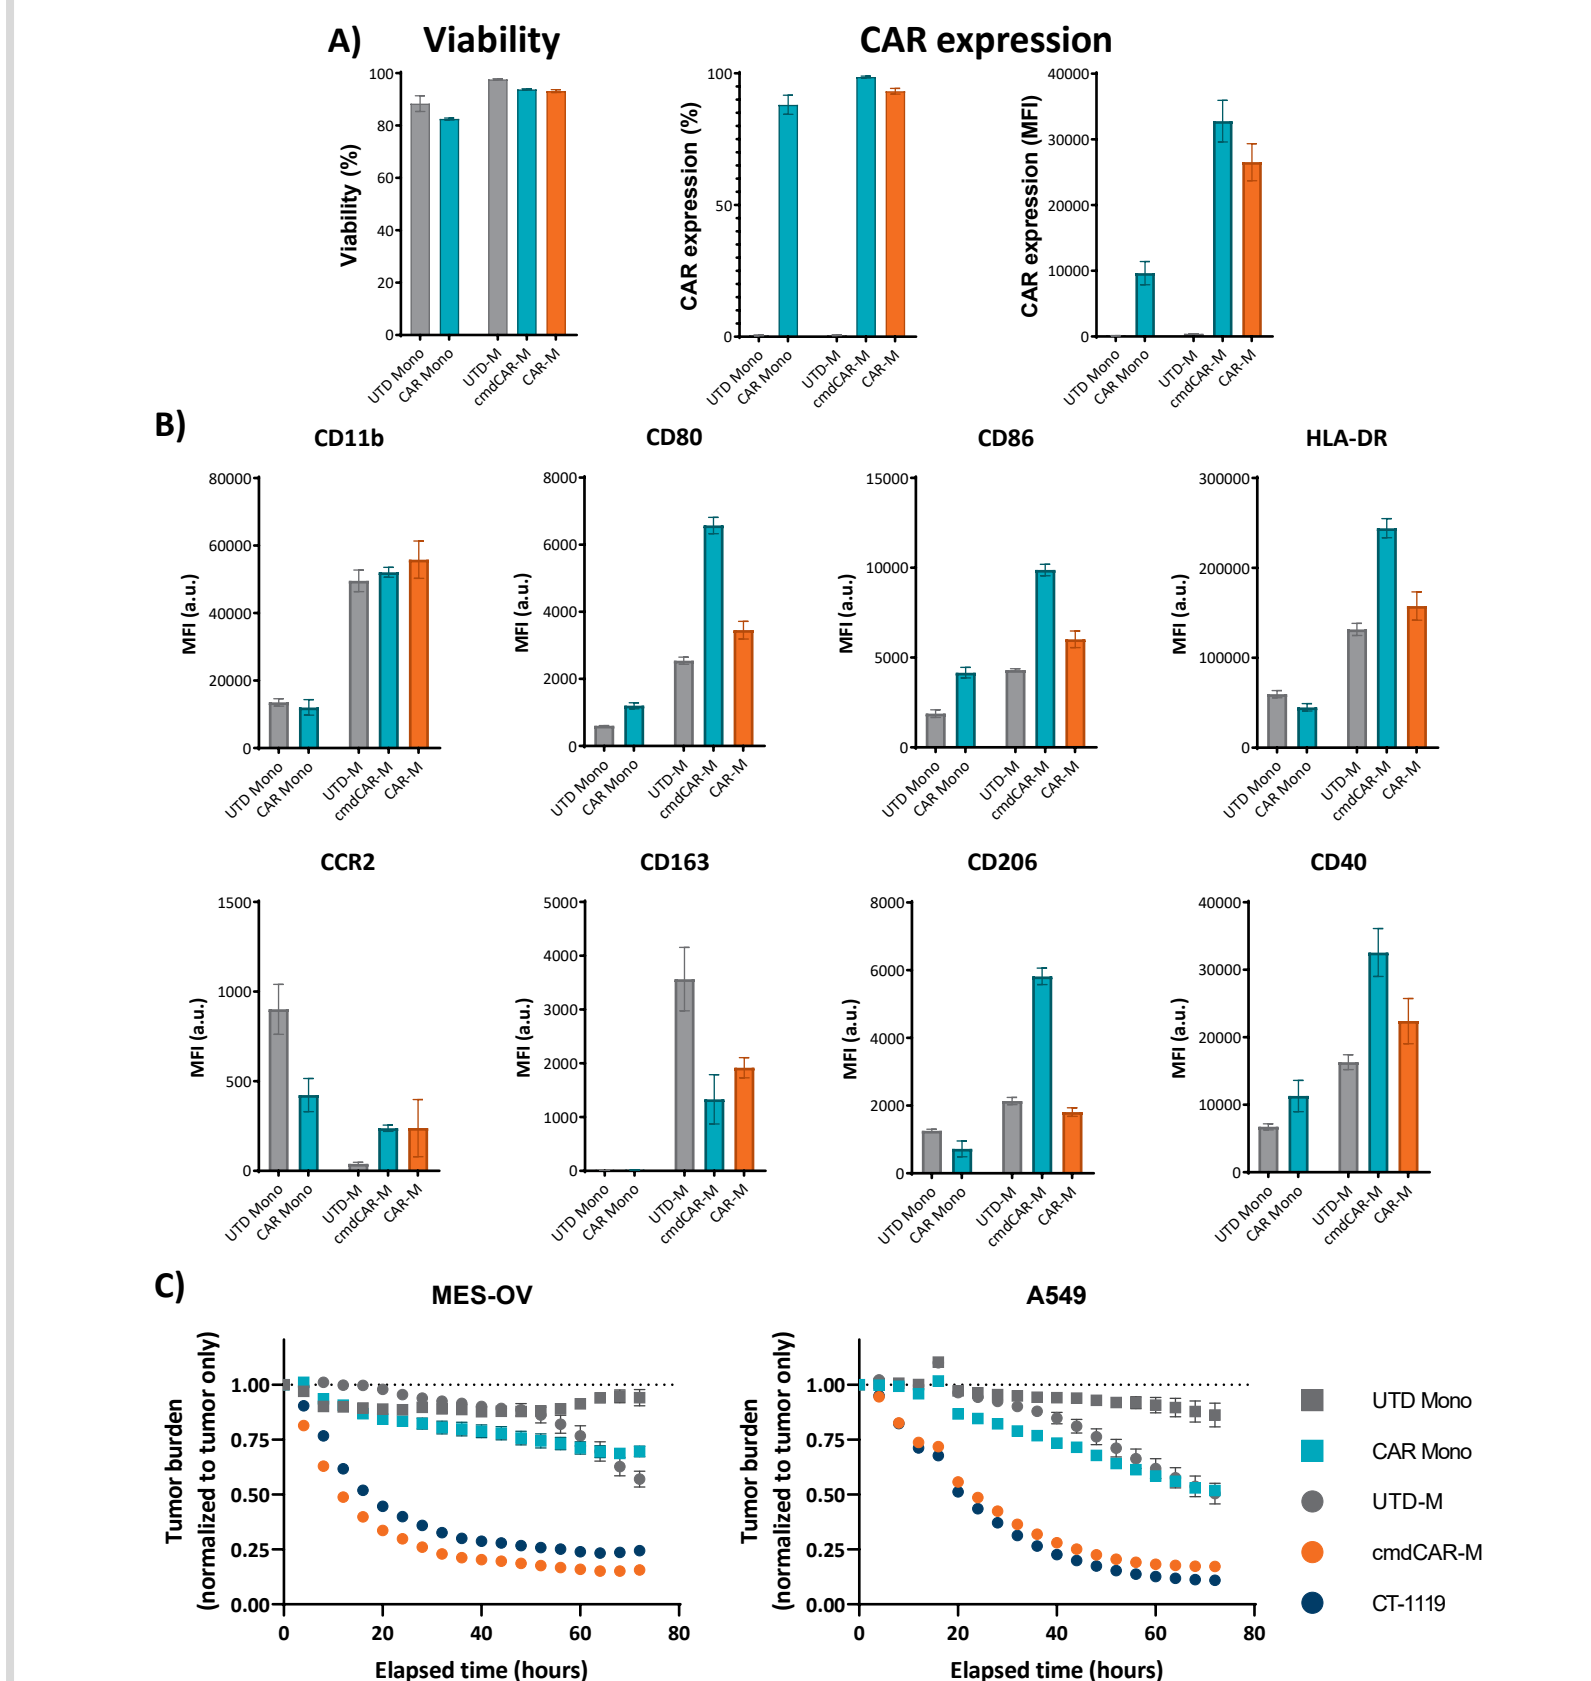 A) Viability CAR expression
Viability (%)
100
80
60
40
20
0
UTD Mono
CAR Mono
UTD-M
cmdCAR-M
CAR-M
CAR expression (%)
100
50
0
UTD Mono
CAR Mono
UTD-M
cmdCAR-M
CAR-M
CAR expression (MFI)
40000
30000
20000
10000
0
UTD Mono
CAR Mono
UTD-M
cmdCAR-M
CAR-M
B)
CD11b
MFI (a.u.)
80000
60000
40000
20000
0
UTD Mono
CAR Mono
UTD-M
cmdCAR-M
CAR-M
CD80
MFI (a.u.)
8000
6000
4000
2000
0
UTD Mono
CAR Mono
UTD-M
cmdCAR-M
CAR-M
CD86
MFI (a.u.)
15000
10000
5000
0
UTD Mono
CAR Mono
UTD-M
cmdCAR-M
CAR-M
HLA-DR
MFI (a.u.)
300000
200000
100000
0
UTD Mono
CAR Mono
UTD-M
cmdCAR-M
CAR-M
CCR2
MFI (a.u.)
1500
1000
500
0
UTD Mono
CAR Mono
UTD-M
cmdCAR-M
CAR-M
CD163
MFI (a.u.)
5000
4000
3000
2000
1000
0
UTD Mono
CAR Mono
UTD-M
cmdCAR-M
CAR-M
CD206
MFI (a.u.)
8000
6000
4000
2000
0
UTD Mono
CAR Mono
UTD-M
cmdCAR-M
CAR-M
CD40
MFI (a.u.)
40000
30000
20000
10000
0
UTD Mono
CAR Mono
UTD-M
cmdCAR-M
CAR-M
C)
MES-OV
Tumor burden
(normalized to tumor only)
1.00
0.75
0.50
0.25
0.00
0 20 40 60 80
Elapsed time (hours)
A549
Tumor burden
(normalized to tumor only)
1.00
0.75
0.50
0.25
0.00
0 20 40 60 80
Elapsed time (hours)
UTD Mono
CAR Mono
UTD-M
cmdCAR-M
CT-1119